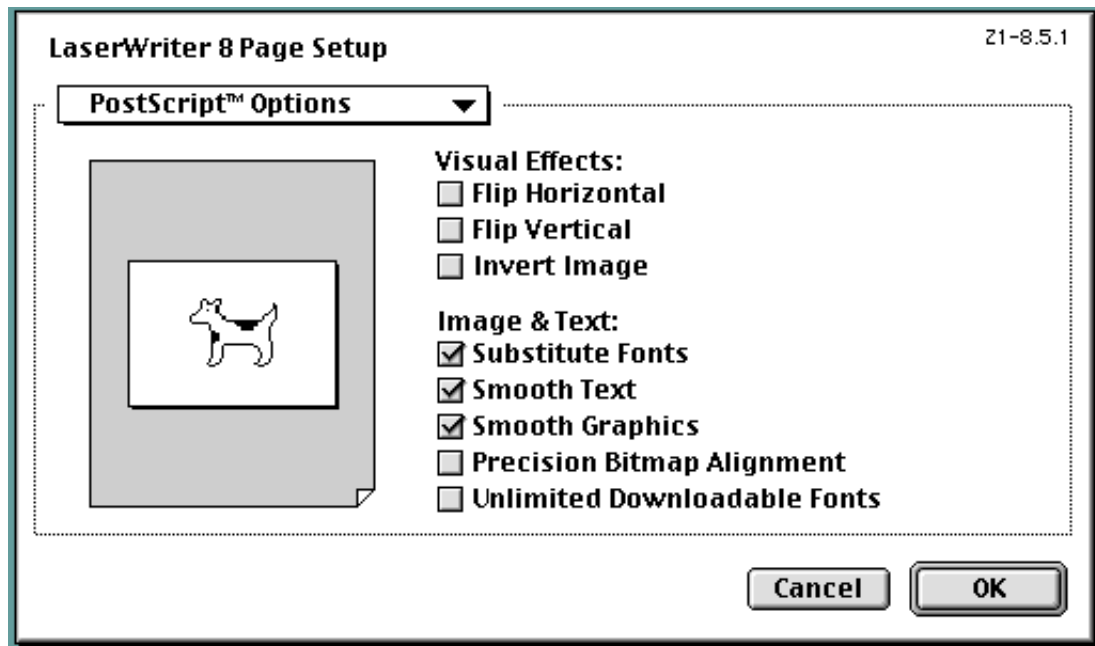 LaserWriter 8 Page Setup
Z1-8.5.1
PostScript™ Options
Visual Effects:
Flip Horizontal
Flip Vertical
Invert Image
Image & Text:
Substitute Fonts
Smooth Text
Smooth Graphics
Precision Bitmap Alignment
Unlimited Downloadable Fonts
Cancel
OK